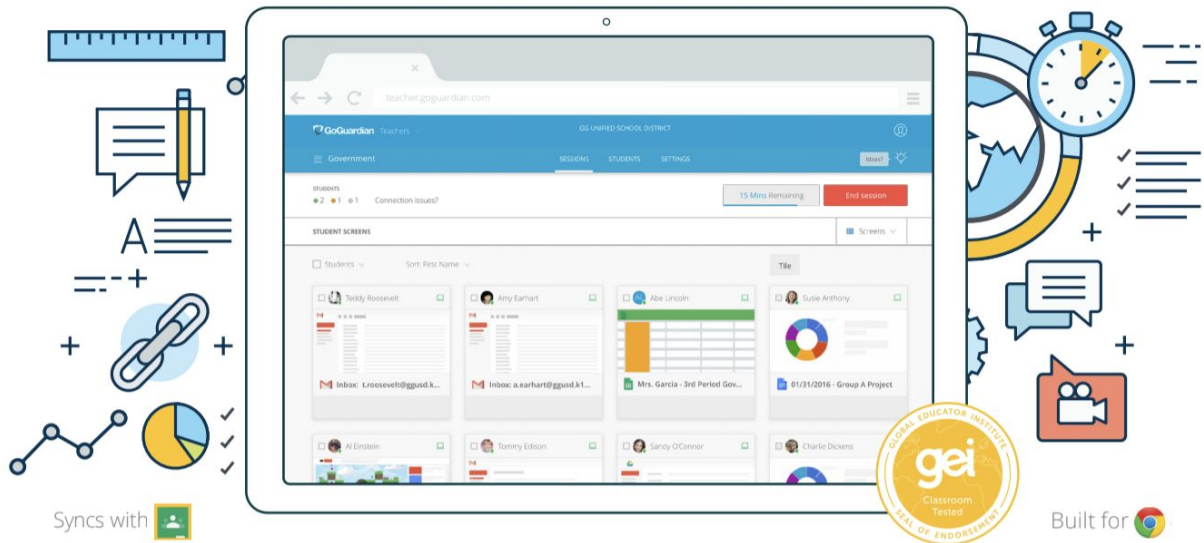 teacher.goguardian.com
GoGuardian Teachers
GG UNIFIED SCHOOL DISTRICT
Government
SESSIONS STUDENTS SETTINGS
Ideas?
STUDENTS
2 1 1 Connection issues?
15 Mins Remaining
End session
STUDENT SCREENS
Screens
Students
Sort: First Name
Tile
Teddy Roosevelt
Amy Earhart
Abe Lincoln
Susie Anthony
Inbox: t.roosevelt@ggusd.k...
Inbox: a.earhart@ggusd.k1...
Mrs. Garcia - 3rd Period Gov...
01/31/2016 - Group A Project
Al Einstein
Tommy Edison
Sandy O'Connor
Charlie Dickens
A
GLOBAL EDUCATOR INSTITUTE
gei
Classroom
Tested
SEAL OF ENDORSEMENT
Syncs with
Built for